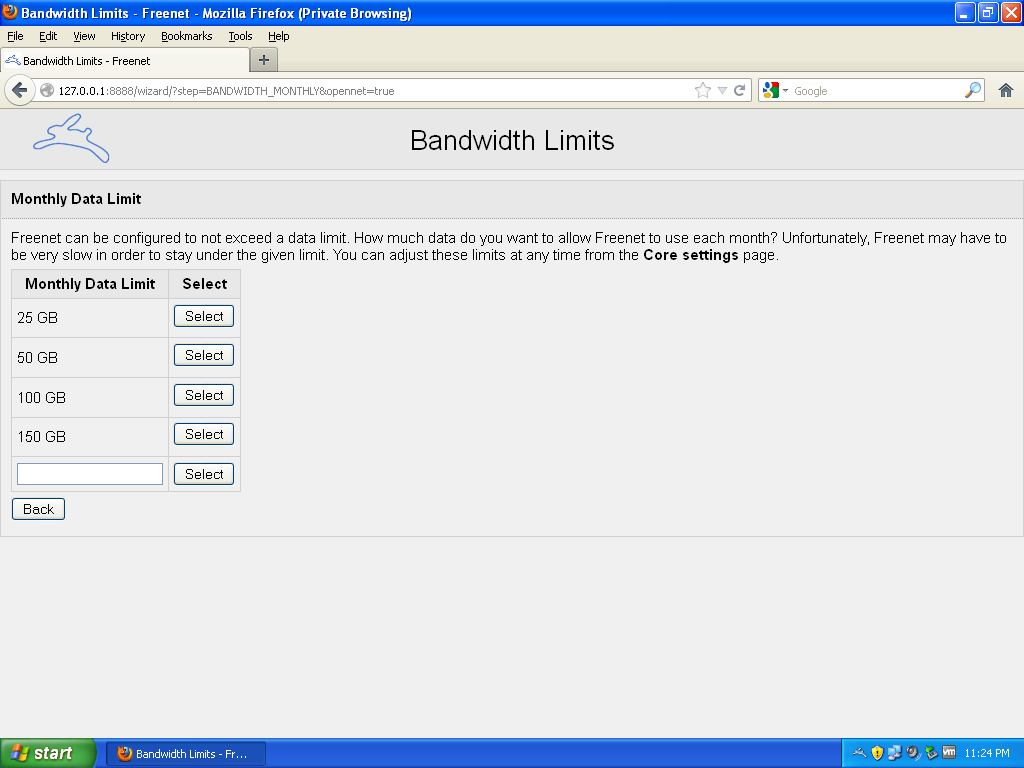 Bandwidth Limits - Freenet - Mozilla Firefox (Private Browsing)
File Edit View History Bookmarks Tools Help
Bandwidth Limits - Freenet
127.0.0.1:8888/wizard/?step=BANDWIDTH_MONTHLY&opennet=true Google
Bandwidth Limits
Monthly Data Limit
Freenet can be configured to not exceed a data limit. How much data do you want to allow Freenet to use each month? Unfortunately, Freenet may have to
be very slow in order to stay under the given limit. You can adjust these limits at any time from the Core settings page.
Monthly Data Limit Select
25 GB Select
50 GB Select
100 GB Select
150 GB Select
Select
Back
start Bandwidth Limits - Fr... vm 11:24 PM